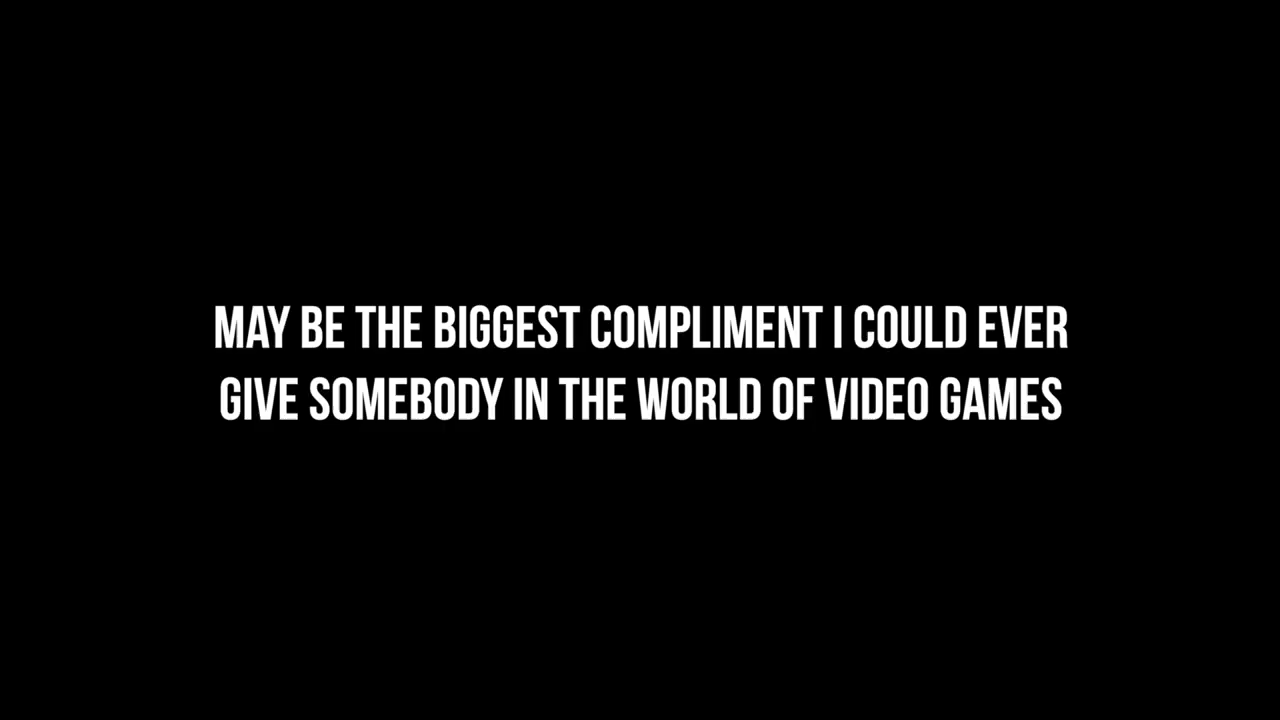 MAY BE THE BIGGEST COMPLIMENT I COULD EVER
GIVE SOMEBODY IN THE WORLD OF VIDEO GAMES